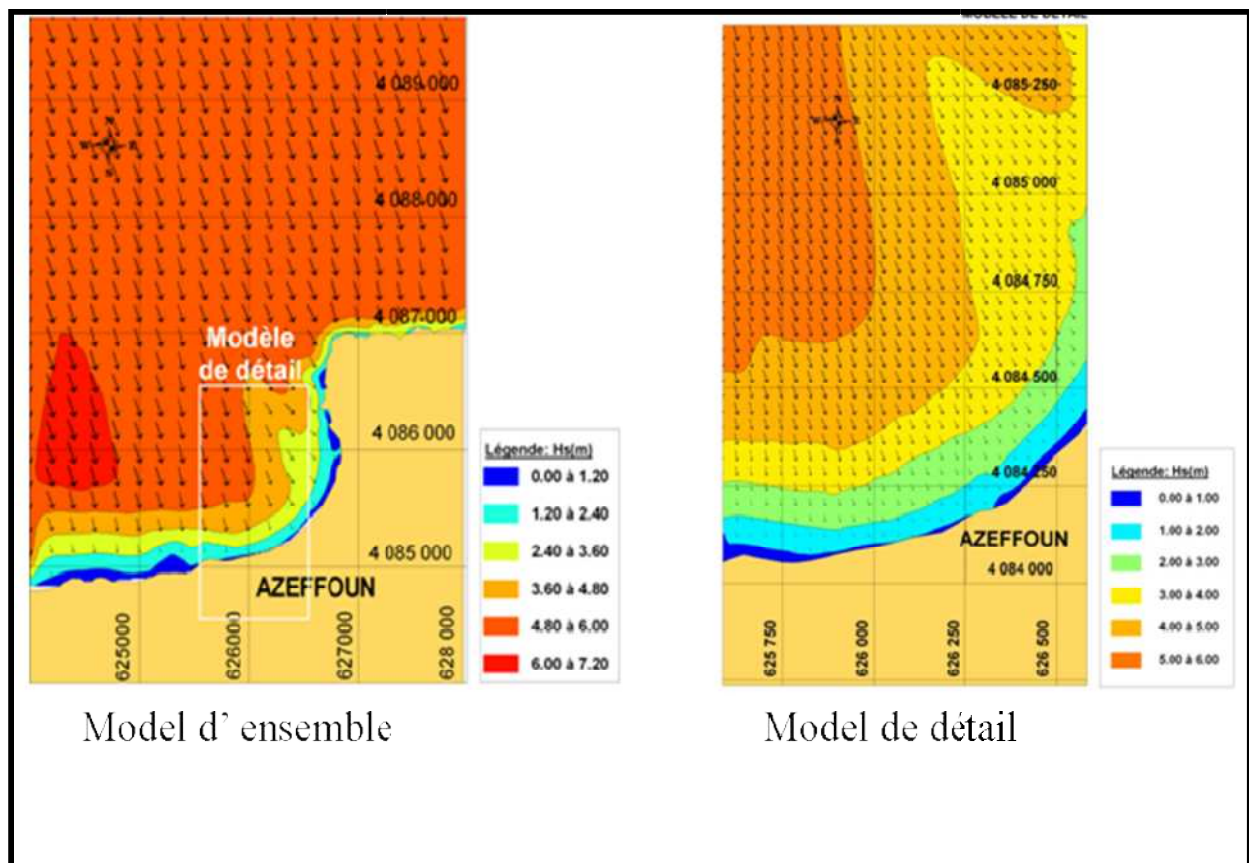 MODELE DE DETAIL
4 089 000
4 088 000
4 087 000
Modèle
de détail
4 086 000
4 085 000
AZEFFOUN
625000
626000
627000
628 000
Légende: Hs(m)
0.00 à 1.20
1.20 à 2.40
2.40 à 3.60
3.60 à 4.80
4.80 à 6.00
6.00 à 7.20
Model d’ ensemble
4 085 250
4 085 000
4 084 750
4 084 500
4 084 250
AZEFFOUN
4 084 000
625 750
626 000
626 250
626 500
Légende: Hs(m)
0.00 à 1.00
1.00 à 2.00
2.00 à 3.00
3.00 à 4.00
4.00 à 5.00
5.00 à 6.00
Model de détail